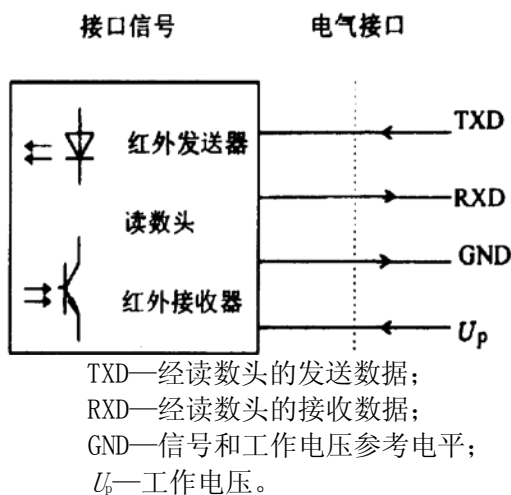 接口信号 电气接口
TXD
红外发送器
RXD
读数头
GND
红外接收器
Up
TXD—经读数头的发送数据；
RXD—经读数头的接收数据；
GND—信号和工作电压参考电平；
Up—工作电压。